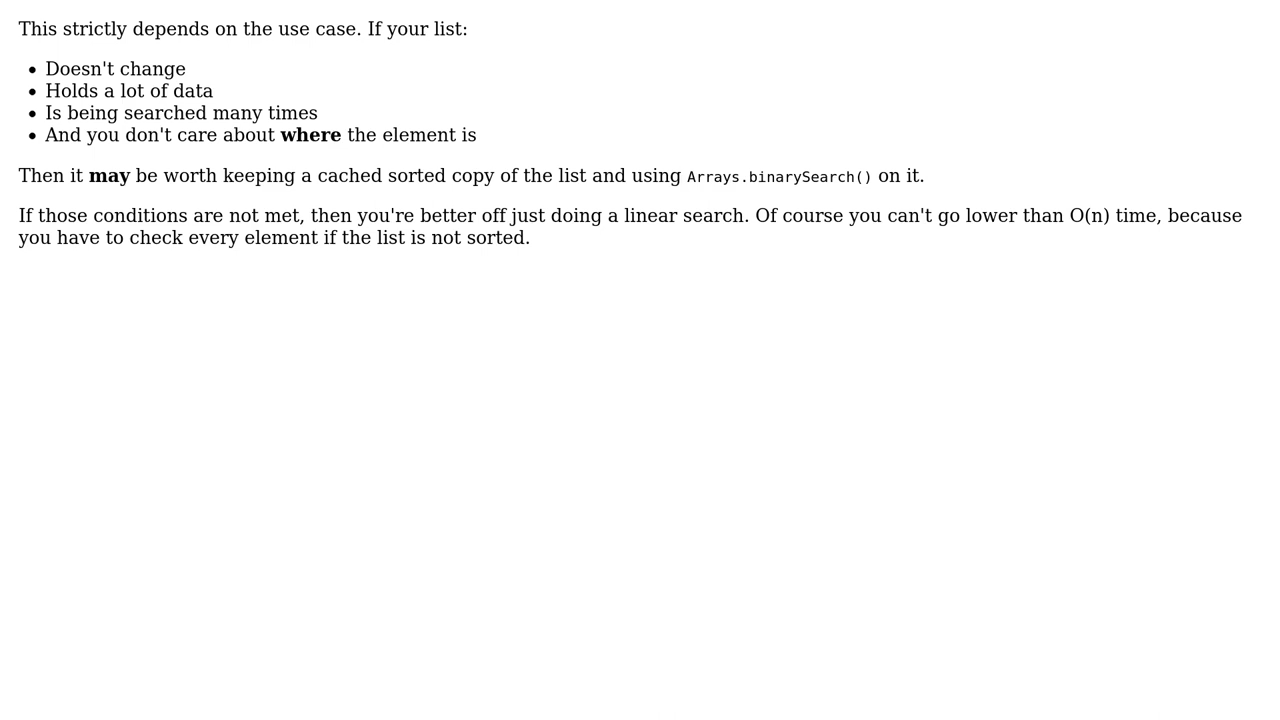 This strictly depends on the use case. If your list:
• Doesn't change
• Holds a lot of data
• Is being searched many times
• And you don't care about where the element is
Then it may be worth keeping a cached sorted copy of the list and using Arrays.binarySearch() on it.
If those conditions are not met, then you're better off just doing a linear search. Of course you can't go lower than O(n) time, because
you have to check every element if the list is not sorted.